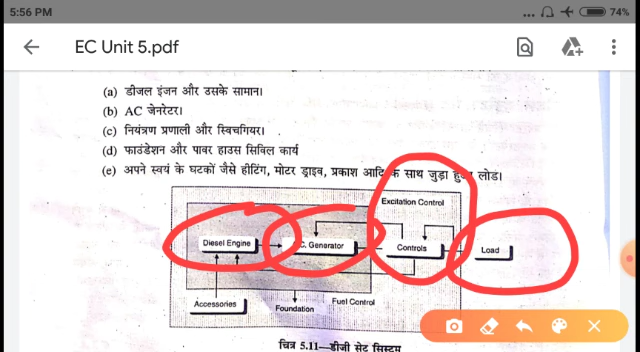 5:56 PM
74%
EC Unit 5.pdf
(a) डीजल इंजन और उसके सामान।
(b) AC जेनरेटर।
(c) नियंत्रण प्रणाली और स्विचगियर।
(d) फाउंडेशन और पावर हाउस सिविल कार्य
(e) अपने स्वयं के घटकों जैसे हीटिंग, मोटर ड्राइव, प्रकाश आदि के साथ जुड़ा लोड।
Excitation Control
Diesel Engine
C. Generator
Controls
Load
Accessories
Foundation
Fuel Control
चित्र 5.11—डीजी सेट सिस्टम